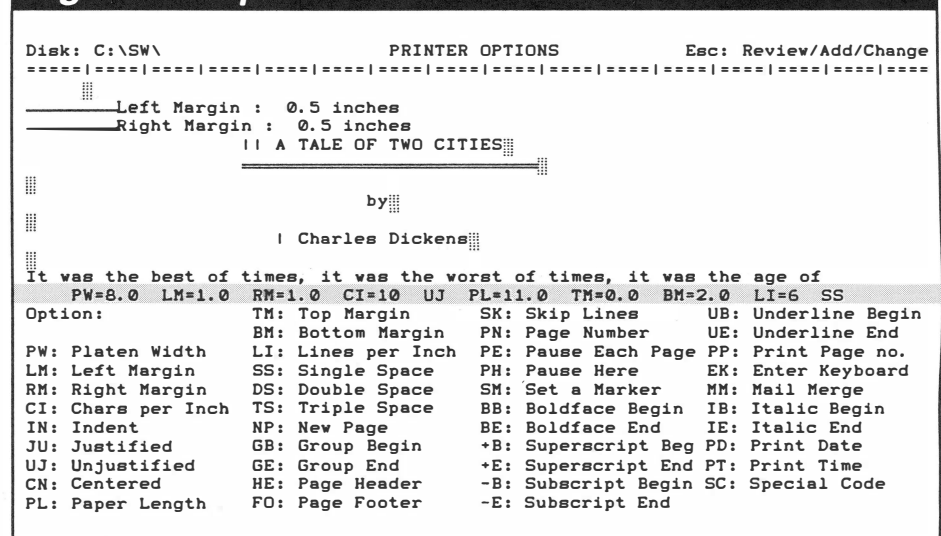 Disk: C:\SW\ PRINTER OPTIONS Esc: Review/Add/Change
=====|====|====|====|====|====|====|====|====|====|====|====|====|====|====|====
Left Margin : 0.5 inches
Right Margin : 0.5 inches
|| A TALE OF TWO CITIES
by
| Charles Dickens
It was the best of times, it was the worst of times, it was the age of
PW=8.0 LM=1.0 RM=1.0 CI=10 UJ PL=11.0 TM=0.0 BM=2.0 LI=6 SS
Option: TM: Top Margin SK: Skip Lines UB: Underline Begin
BM: Bottom Margin PN: Page Number UE: Underline End
PW: Platen Width LI: Lines per Inch PE: Pause Each Page PP: Print Page no.
LM: Left Margin SS: Single Space PH: Pause Here EK: Enter Keyboard
RM: Right Margin DS: Double Space SM: Set a Marker MM: Mail Merge
CI: Chars per Inch TS: Triple Space BB: Boldface Begin IB: Italic Begin
IN: Indent NP: New Page BE: Boldface End IE: Italic End
JU: Justified GB: Group Begin +B: Superscript Beg PD: Print Date
UJ: Unjustified GE: Group End +E: Superscript End PT: Print Time
CN: Centered HE: Page Header -B: Subscript Begin SC: Special Code
PL: Paper Length FO: Page Footer -E: Subscript End